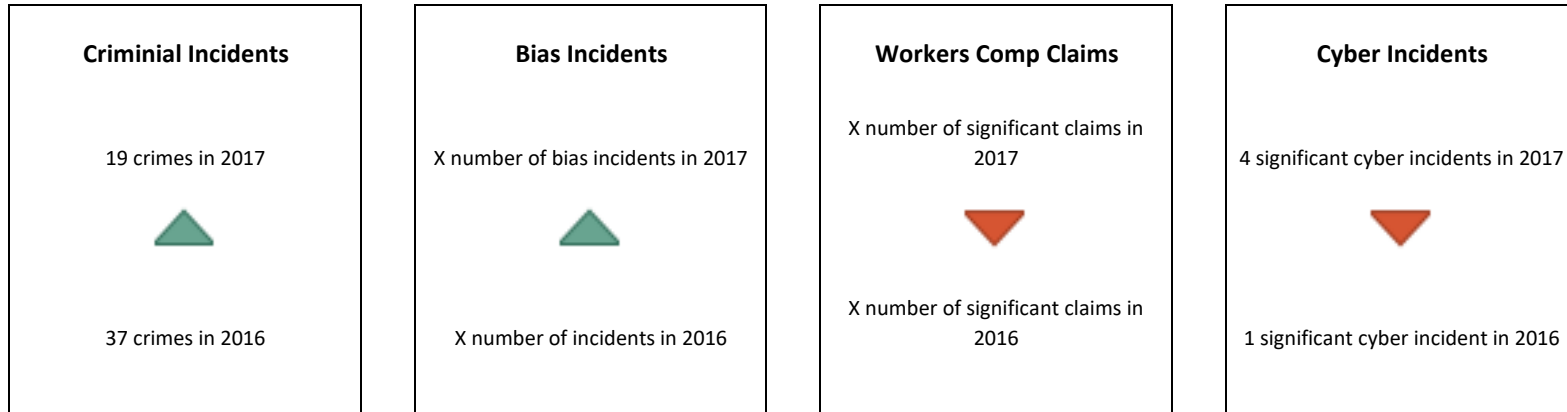 Criminial Incidents
19 crimes in 2017
37 crimes in 2016
Bias Incidents
X number of bias incidents in 2017
X number of incidents in 2016
Workers Comp Claims
X number of significant claims in
2017
X number of significant claims in
2016
Cyber Incidents
4 significant cyber incidents in 2017
1 significant cyber incident in 2016